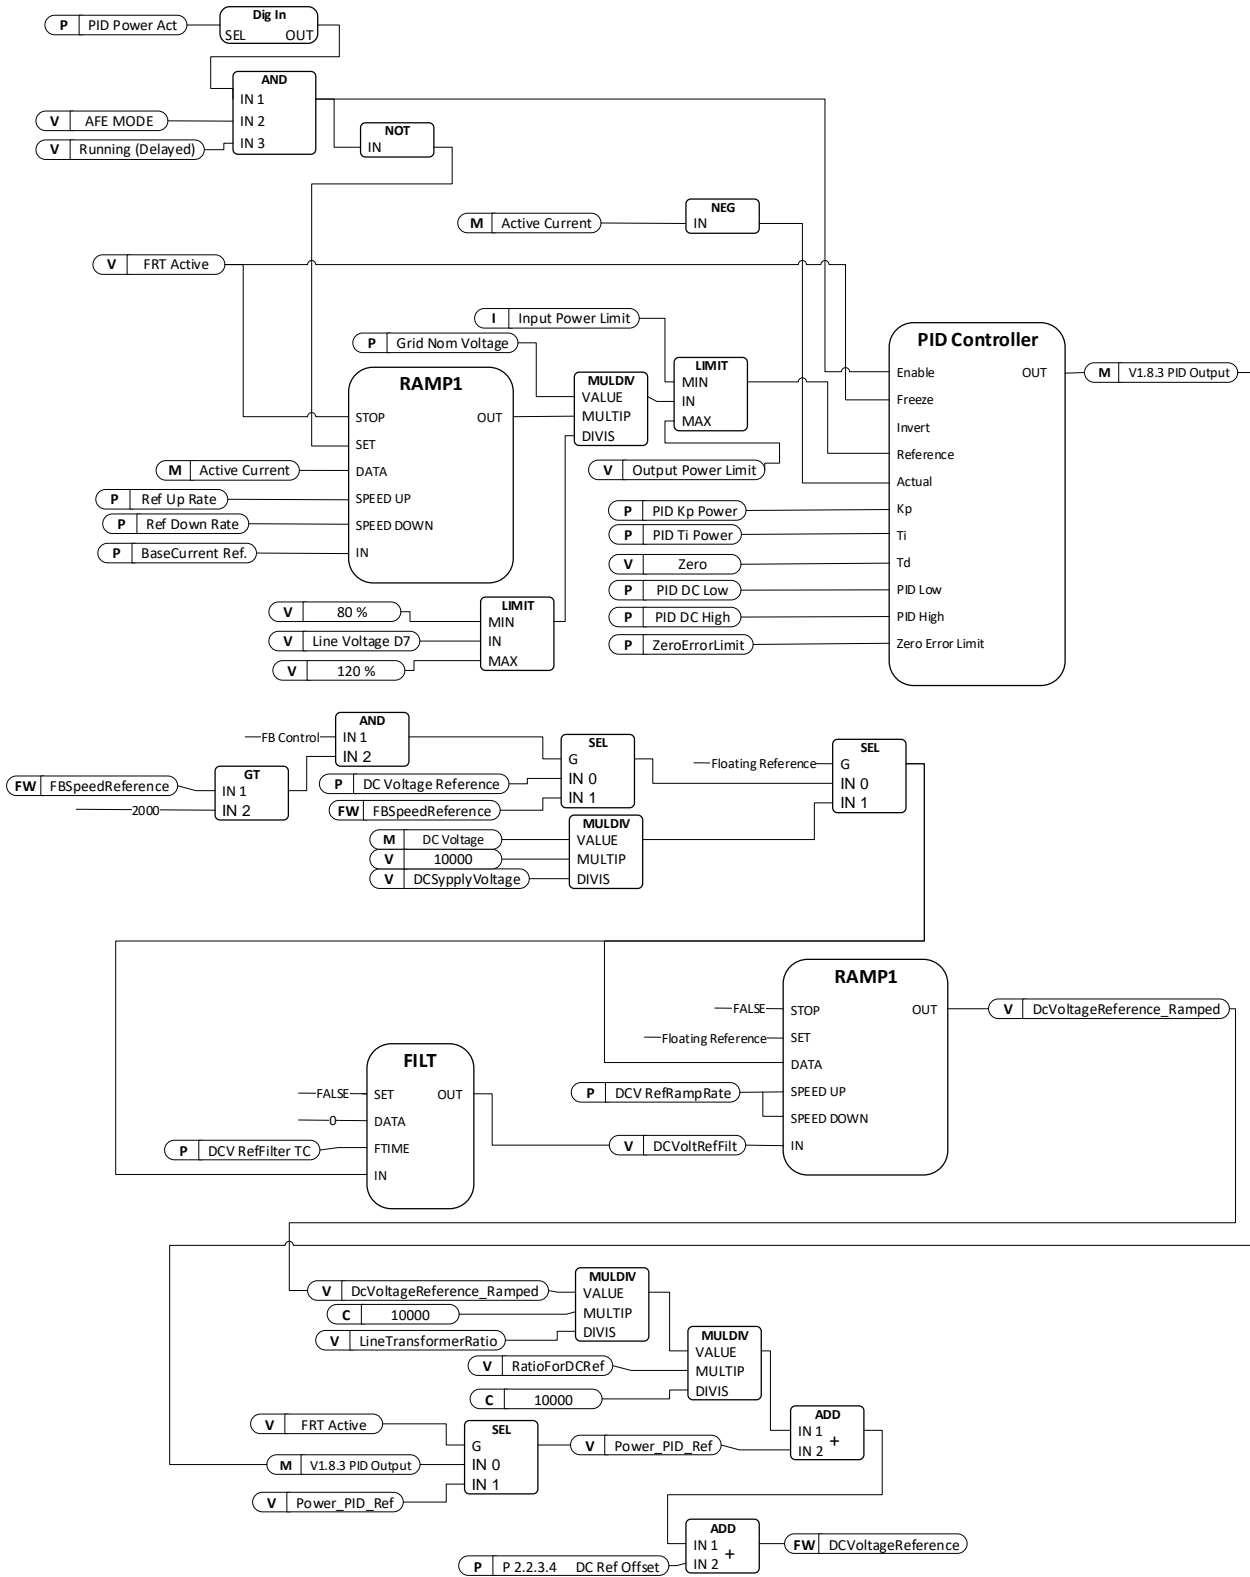 Dig In
P PID Power Act
SEL OUT
AND
IN 1
V AFE MODE
IN 2
V Running (Delayed)
IN 3
NOT
IN
NEG
M Active Current
IN
V FRT Active
I Input Power Limit
P Grid Nom Voltage
PID Controller
LIMIT
MIN
IN
MAX
MULDIV
VALUE
MULTIP
DIVIS
RAMP1
STOP OUT
SET
M Active Current
DATA
P Ref Up Rate
SPEED UP
P Ref Down Rate
SPEED DOWN
P BaseCurrent Ref.
IN
V Output Power Limit
Enable OUT
M V1.8.3 PID Output
Freeze
Invert
Reference
Actual
P PID Kp Power
Kp
P PID Ti Power
Ti
V Zero
Td
P PID DC Low
PID Low
P PID DC High
PID High
P ZeroErrorLimit
Zero Error Limit
LIMIT
V 80 %
MIN
V Line Voltage D7
IN
V 120 %
MAX
AND
FB Control
IN 1
IN 2
GT
FW FBSpeedReference
IN 1
2000
IN 2
SEL
G
P DC Voltage Reference
IN 0
FW FBSpeedReference
IN 1
SEL
Floating Reference
G
IN 0
IN 1
MULDIV
M DC Voltage
VALUE
V 10000
MULTIP
V DCSypplyVoltage
DIVIS
RAMP1
FALSE
STOP OUT
V DcVoltageReference_Ramped
Floating Reference
SET
DATA
P DCV RefRampRate
SPEED UP
SPEED DOWN
V DCVoltRefFilt
IN
FILT
FALSE
SET OUT
0
DATA
P DCV RefFilter TC
FTIME
IN
MULDIV
V DcVoltageReference_Ramped
VALUE
C 10000
MULTIP
V LineTransformerRatio
DIVIS
MULDIV
VALUE
V RatioForDCRef
MULTIP
C 10000
DIVIS
ADD
IN 1
IN 2
+
V FRT Active
SEL
G
V Power_PID_Ref
M V1.8.3 PID Output
IN 0
V Power_PID_Ref
IN 1
ADD
IN 1
FW DCVoltageReference
P P 2.2.3.4 DC Ref Offset
IN 2
+